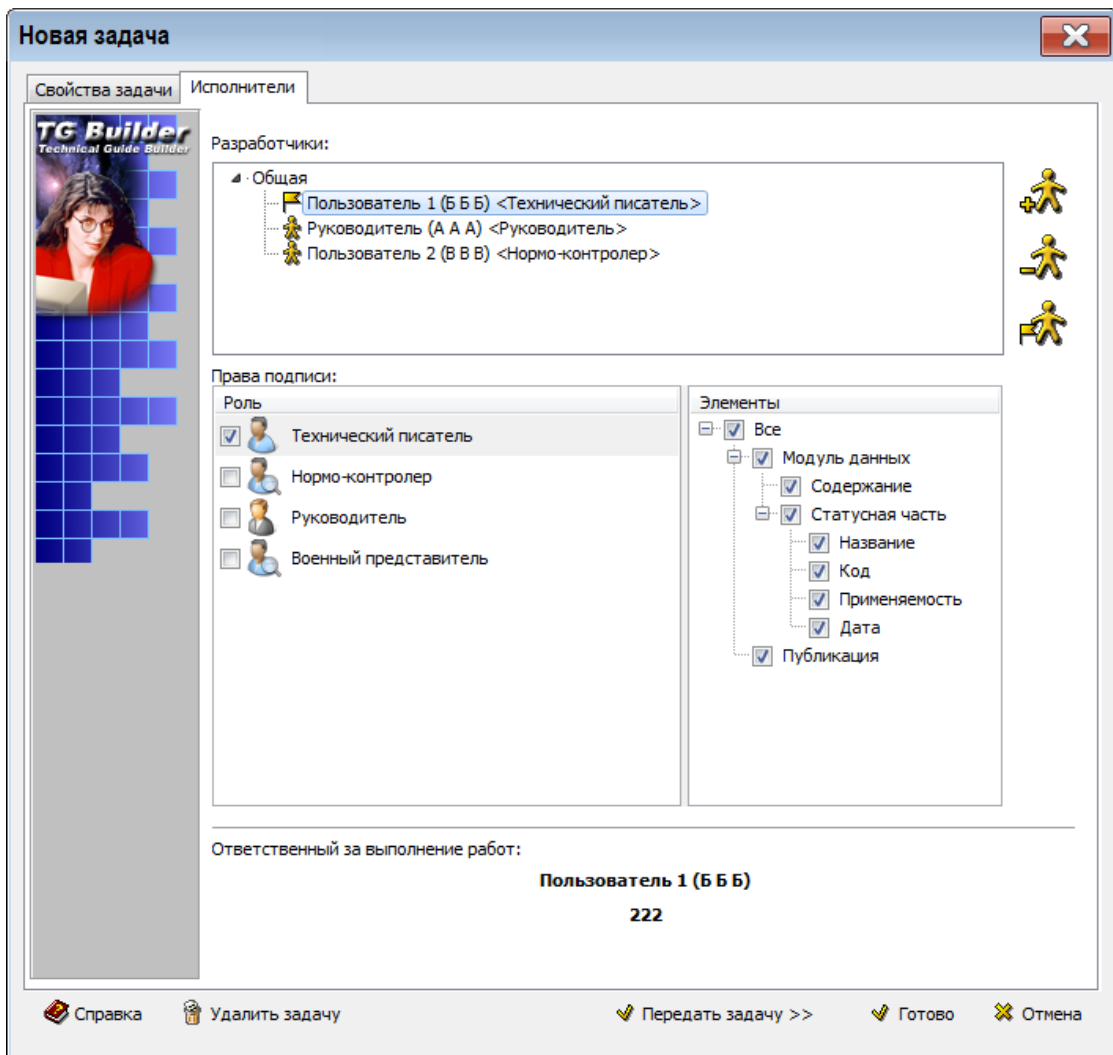 Новая задача
Свойства задачи
Исполнители
TG Builder
Technical Guide Builder
Разработчики:
Общая
Пользователь 1 (Б Б Б) <Технический писатель>
Руководитель (А А А) <Руководитель>
Пользователь 2 (В В В) <Нормо-контролер>
Права подписи:
Роль
Технический писатель
Нормо-контролер
Руководитель
Военный представитель
Элементы
Все
Модуль данных
Содержание
Статусная часть
Название
Код
Применяемость
Дата
Публикация
Ответственный за выполнение работ:
Пользователь 1 (Б Б Б)
222
Справка
Удалить задачу
Передать задачу >>
Готово
Отмена